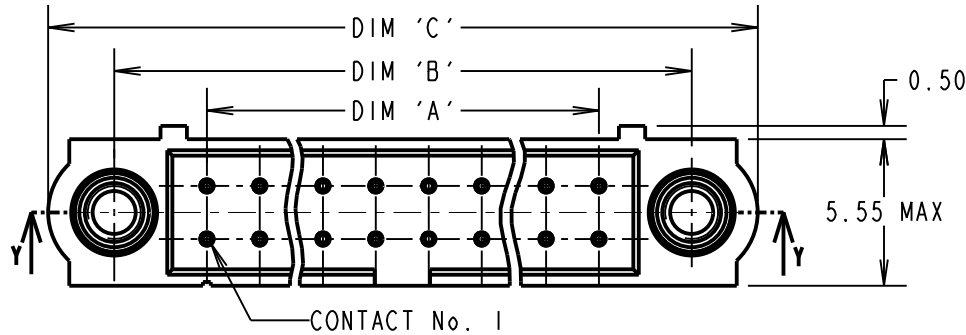 DIM 'C'
DIM 'B'
0.50
DIM 'A'
5.55 MAX
Y
Y
CONTACT No. 1